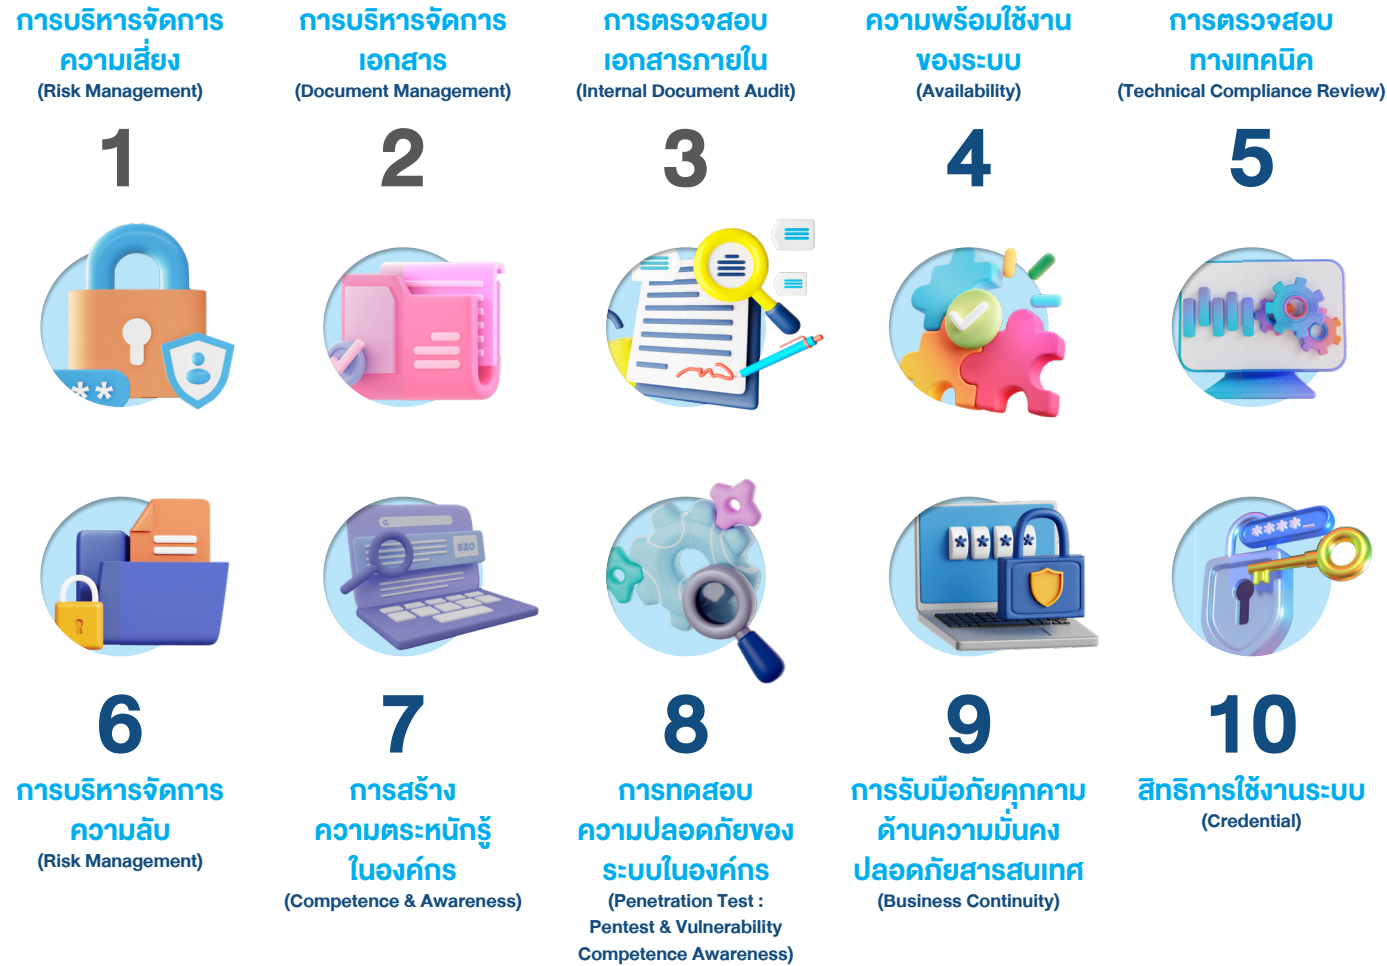 การบริหารจัดการ
ความเสี่ยง
(Risk Management)
1
การบริหารจัดการ
เอกสาร
(Document Management)
2
การตรวจสอบ
เอกสารภายใน
(Internal Document Audit)
3
ความพร้อมใช้งาน
ของระบบ
(Availability)
4
การตรวจสอบ
ทางเทคนิค
(Technical Compliance Review)
5
**
SEO
****
****_
6
การบริหารจัดการ
ความลับ
(Risk Management)
7
การสร้าง
ความตระหนักรู้
ในองค์กร
(Competence & Awareness)
8
การทดสอบ
ความปลอดภัยของ
ระบบในองค์กร
(Penetration Test :
Pentest & Vulnerability
Competence Awareness)
9
การรับมือภัยคุกคาม
ด้านความมั่นคง
ปลอดภัยสารสนเทศ
(Business Continuity)
10
สิทธิการใช้งานระบบ
(Credential)